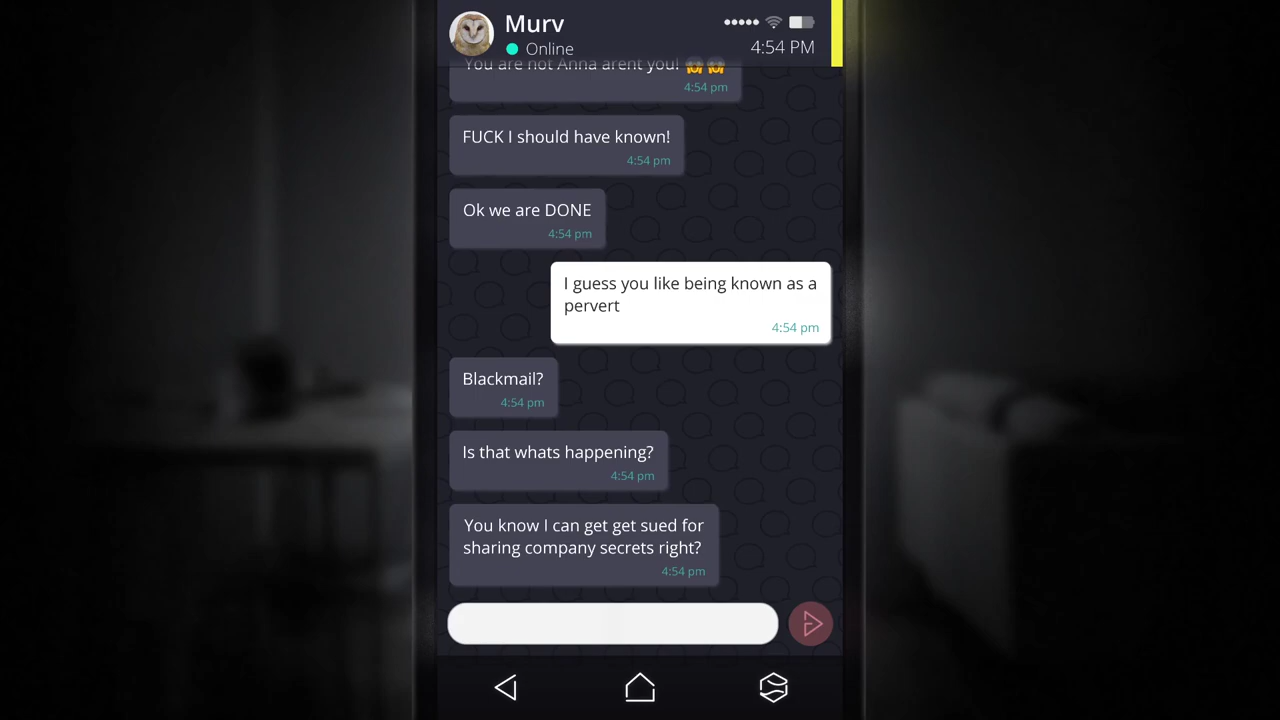 Murv
Online
4:54 PM
You are not Anna arent you! 🙌🙌
4:54 pm
FUCK I should have known!
4:54 pm
Ok we are DONE
4:54 pm
I guess you like being known as a
pervert
4:54 pm
Blackmail?
4:54 pm
Is that whats happening?
4:54 pm
You know I can get get sued for
sharing company secrets right?
4:54 pm